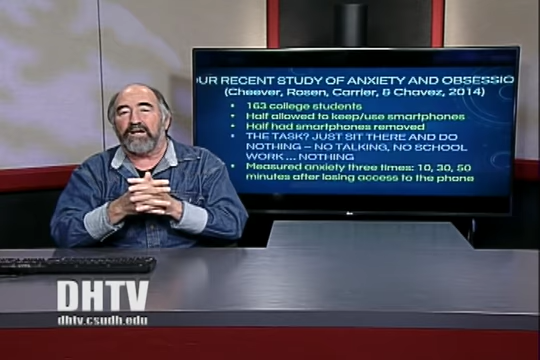 UR RECENT STUDY OF ANXIETY AND OBSESSIO
(Cheever, Rosen, Carrier, & Chavez, 2014)
• 163 college students
• Half allowed to keep/use smartphones
• Half had smartphones removed
• THE TASK? JUST SIT THERE AND DO
NOTHING – NO TALKING, NO SCHOOL
WORK ... NOTHING
• Measured anxiety three times: 10, 30, 50
minutes after losing access to the phone
DHTV
dhtv.csudh.edu